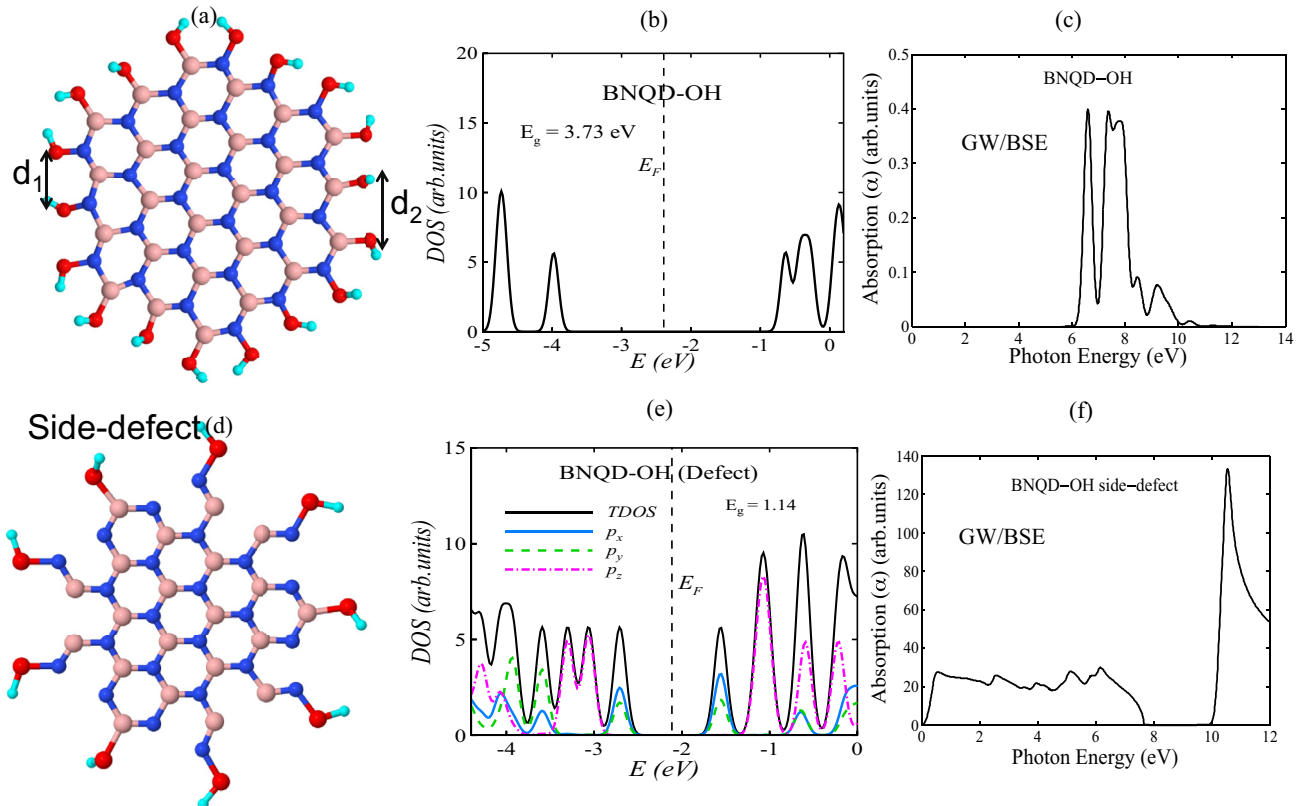 (a)
d1
d2
(b)
20
15
10
5
0
DOS (arb.units)
BNQD-OH
Eg = 3.73 eV
EF
-5 -4 -3 -2 -1 0
E (eV)
(c)
0.5
0.4
0.3
0.2
0.1
0
Absorption (α) (arb.units)
BNQD−OH
GW/BSE
0 2 4 6 8 10 12 14
Photon Energy (eV)
Side-defect (d)
(e)
15
10
5
0
DOS (arb.units)
BNQD-OH (Defect)
TDOS
px
py
pz
Eg = 1.14
EF
-4 -3 -2 -1 0
E (eV)
(f)
140
120
100
80
60
40
20
0
Absorption (α) (arb.units)
BNQD−OH side−defect
GW/BSE
0 2 4 6 8 10 12
Photon Energy (eV)